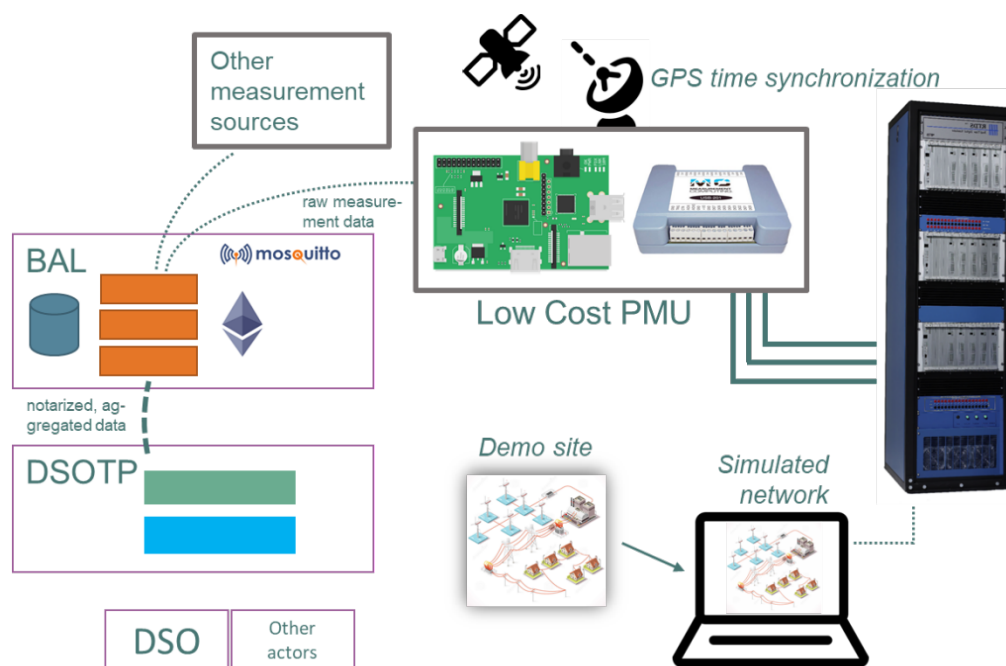 Other
measurement
sources
GPS time synchronization
raw measure-
ment data
BAL
mosquitto
Low Cost PMU
notarized, ag-
gregated data
DSOTP
Demo site
Simulated
network
DSO
Other
actors